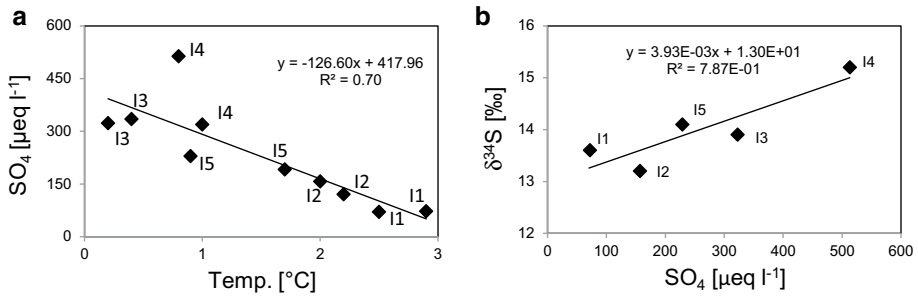 a
SO₄ [µeq l⁻¹]
600
450
300
150
0
y = -126.60x + 417.96
R² = 0.70
I4
I3
I4
I3
I5
I5
I2
I2
I1
I1
0
1
2
3
Temp. [°C]
b
δ³⁴S [‰]
16
15
14
13
12
y = 3.93E-03x + 1.30E+01
R² = 7.87E-01
I4
I5
I1
I3
I2
0
100
200
300
400
500
600
SO₄ [µeq l⁻¹]